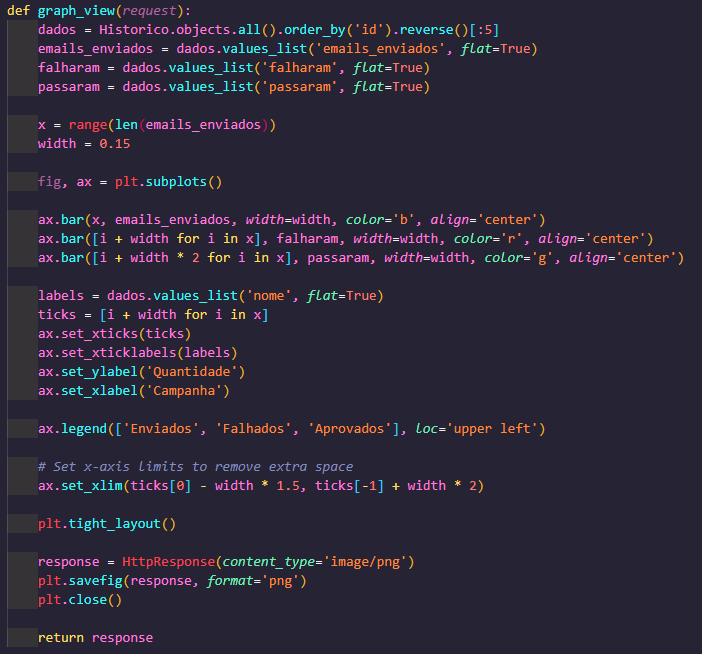 def graph_view(request):
    dados = Historico.objects.all().order_by('id').reverse()[:5]
    emails_enviados = dados.values_list('emails_enviados', flat=True)
    falharam = dados.values_list('falharam', flat=True)
    passaram = dados.values_list('passaram', flat=True)

    x = range(len(emails_enviados))
    width = 0.15

    fig, ax = plt.subplots()

    ax.bar(x, emails_enviados, width=width, color='b', align='center')
    ax.bar([i + width for i in x], falharam, width=width, color='r', align='center')
    ax.bar([i + width * 2 for i in x], passaram, width=width, color='g', align='center')

    labels = dados.values_list('nome', flat=True)
    ticks = [i + width for i in x]
    ax.set_xticks(ticks)
    ax.set_xticklabels(labels)
    ax.set_ylabel('Quantidade')
    ax.set_xlabel('Campanha')

    ax.legend(['Enviados', 'Falhados', 'Aprovados'], loc='upper left')

    # Set x-axis limits to remove extra space
    ax.set_xlim(ticks[0] - width * 1.5, ticks[-1] + width * 2)

    plt.tight_layout()

    response = HttpResponse(content_type='image/png')
    plt.savefig(response, format='png')
    plt.close()

    return response